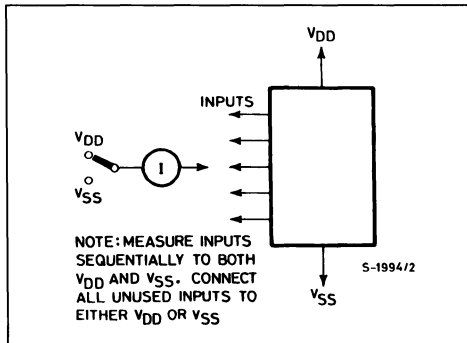 VDD
INPUTS
VDD
I
VSS
NOTE: MEASURE INPUTS
SEQUENTIALLY TO BOTH
VDD AND VSS. CONNECT
ALL UNUSED INPUTS TO
EITHER VDD OR VSS
S-1994/2
VSS